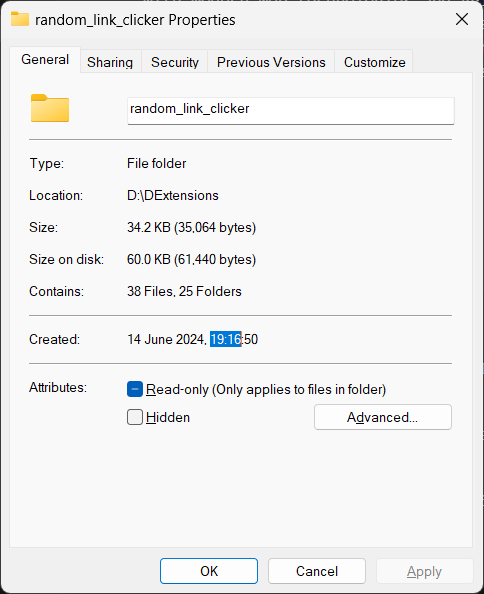 random_link_clicker Properties
General Sharing Security Previous Versions Customize
random_link_clicker
Type: File folder
Location: D:\DExtensions
Size: 34.2 KB (35,064 bytes)
Size on disk: 60.0 KB (61,440 bytes)
Contains: 38 Files, 25 Folders
Created: 14 June 2024, 19:16:50
Attributes: Read-only (Only applies to files in folder)
Hidden Advanced...
OK Cancel Apply